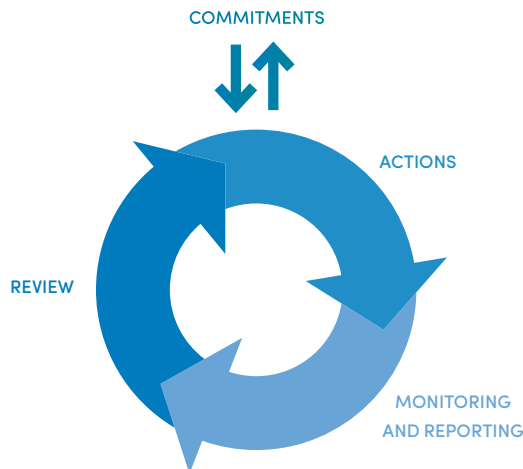 COMMITMENTS
ACTIONS
REVIEW
MONITORING
AND REPORTING